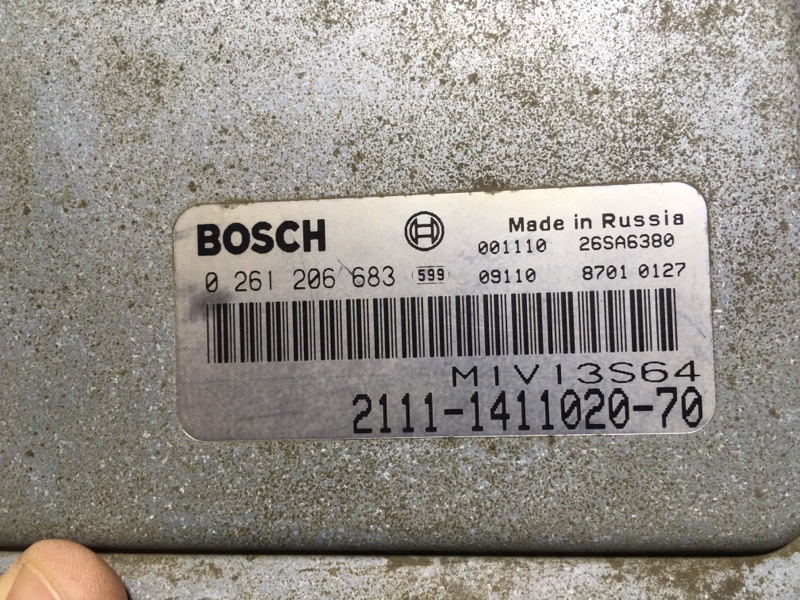 BOSCH
Made in Russia
001110 26SA6380
0 261 206 683 599 09110 8701 0127
M1V13S64
2111-1411020-70